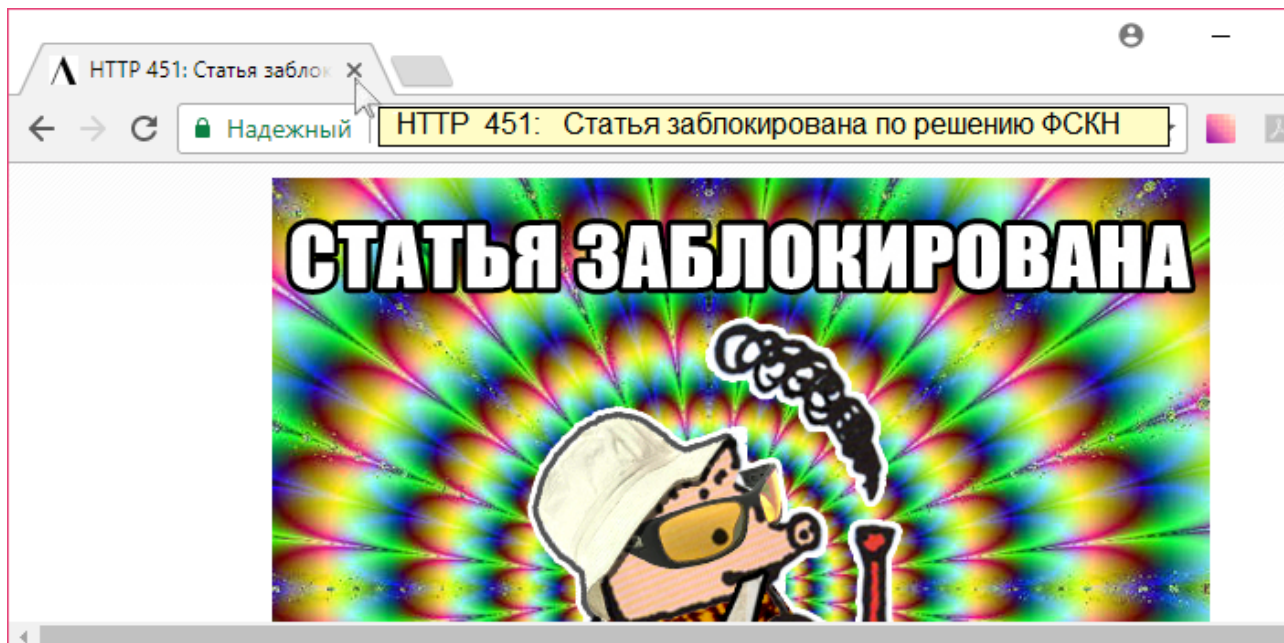 HTTP 451: Статья заблок
Надежный
HTTP 451: Статья заблокирована по решению ФСКН
СТАТЬЯ ЗАБЛОКИРОВАНА